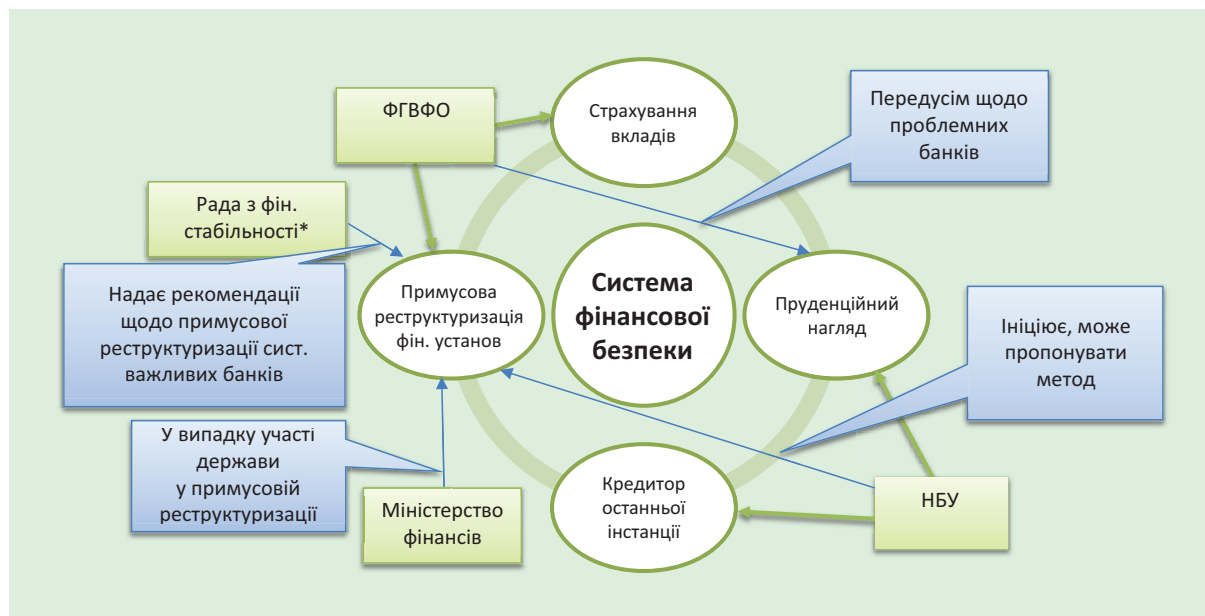 ФГВФО
Страхування
вкладів
Передусім щодо
проблемних
банків
Рада з фін.
стабільності*
Надає рекомендації
щодо примусової
реструктуризації сист.
важливих банків
Примусова
реструктуризація
фін. установ
Система
фінансової
безпеки
Пруденційний
нагляд
Ініціює, може
пропонувати
метод
У випадку участі
держави
у примусовій
реструктуризації
Міністерство
фінансів
Кредитор
останньої
інстанції
НБУ